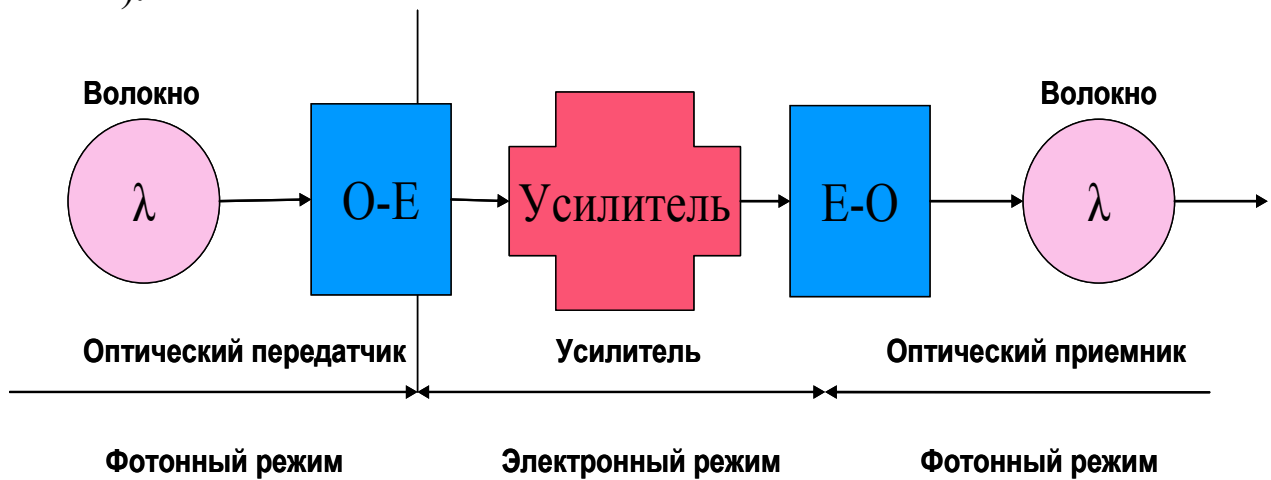 ).
Волокно
Волокно
λ
O-E
Усилитель
E-O
λ
Оптический передатчик
Усилитель
Оптический приемник
Фотонный режим
Электронный режим
Фотонный режим